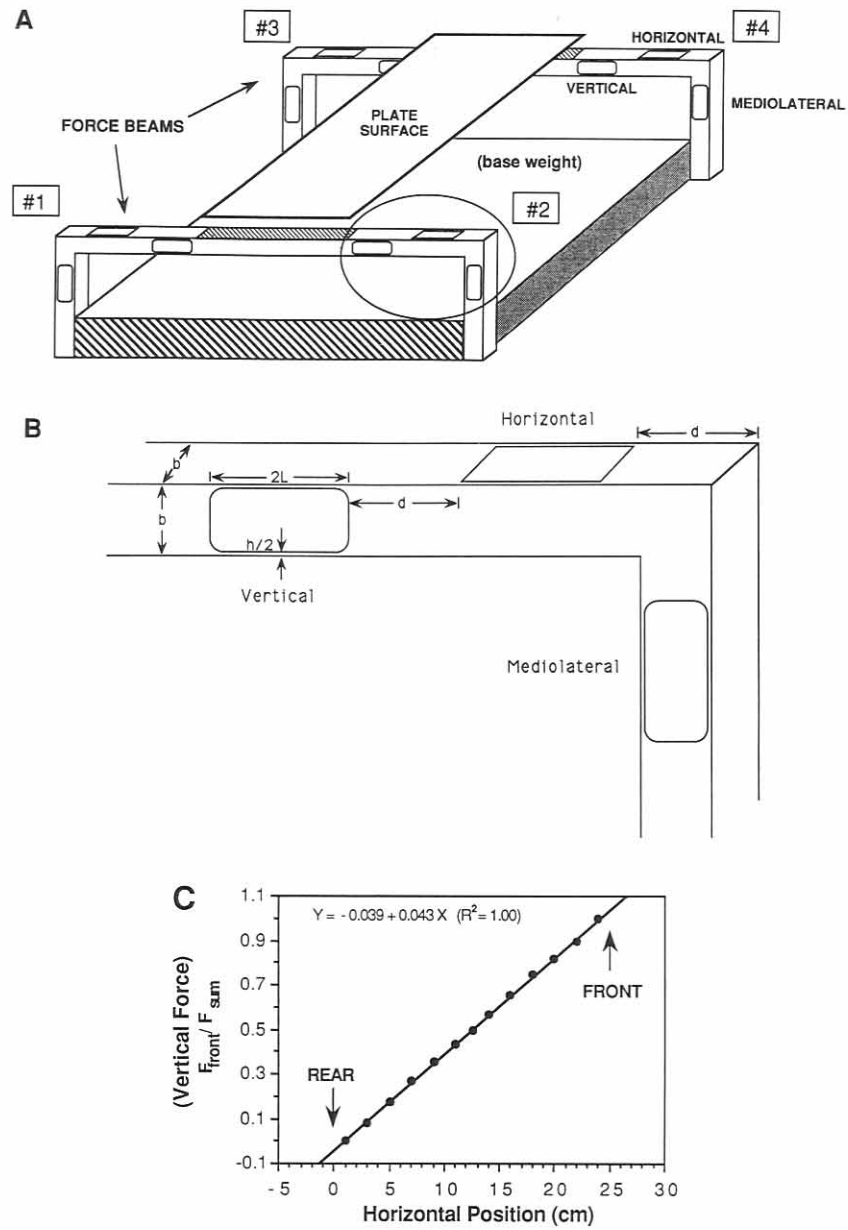 A
#3
#4
HORIZONTAL
VERTICAL
MEDIOLATERAL
PLATE
SURFACE
FORCE BEAMS
(base weight)
#1
#2
B
Horizontal
d
b
2L
b
d
h/2
Vertical
Mediolateral
C
1.1
Y = - 0.039 + 0.043 X (R² = 1.00)
0.9
0.7
0.5
0.3
0.1
-0.1
(Vertical Force)
F front / F sum
FRONT
REAR
-5 0 5 10 15 20 25 30
Horizontal Position (cm)